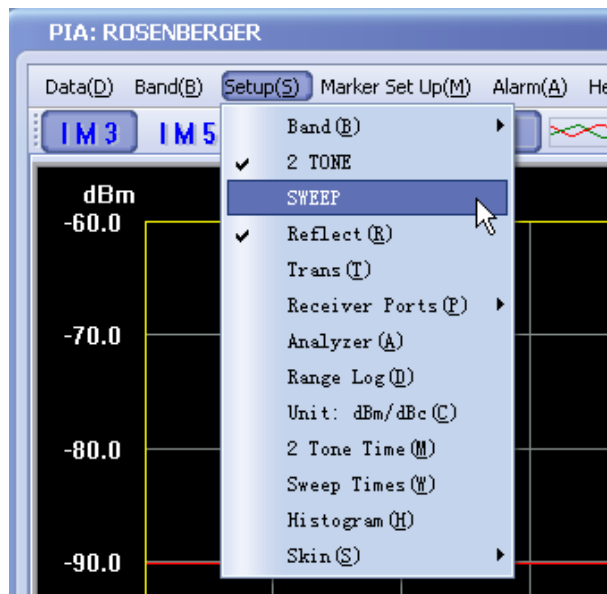 PIA: ROSENBERGER
Data(D) Band(B) Setup(S) Marker Set Up(M) Alarm(A) He
IM3 IM5
Band(B)
2 TONE
SWEEP
Reflect(R)
Trans(T)
Receiver Ports(P)
Analyzer(A)
Range Log(D)
Unit: dBm/dBc(C)
2 Tone Time(M)
Sweep Times(W)
Histogram(H)
Skin(S)
dBm
-60.0
-70.0
-80.0
-90.0